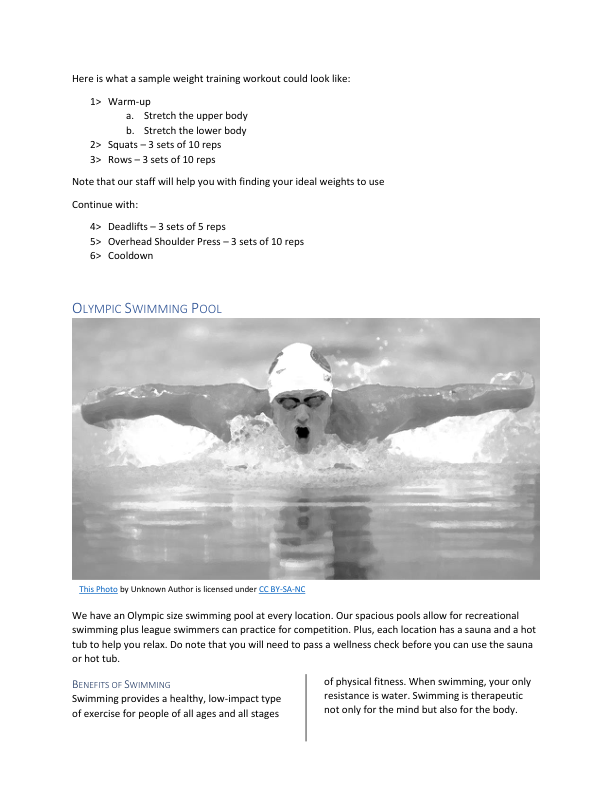 Here is what a sample weight training workout could look like:
1> Warm-up
a. Stretch the upper body
b. Stretch the lower body
2> Squats – 3 sets of 10 reps
3> Rows – 3 sets of 10 reps
Note that our staff will help you with finding your ideal weights to use
Continue with:
4> Deadlifts – 3 sets of 5 reps
5> Overhead Shoulder Press – 3 sets of 10 reps
6> Cooldown
Olympic Swimming Pool
This Photo by Unknown Author is licensed under CC BY-SA-NC
We have an Olympic size swimming pool at every location. Our spacious pools allow for recreational
swimming plus league swimmers can practice for competition. Plus, each location has a sauna and a hot
tub to help you relax. Do note that you will need to pass a wellness check before you can use the sauna
or hot tub.
Benefits of Swimming
Swimming provides a healthy, low-impact type
of exercise for people of all ages and all stages
of physical fitness. When swimming, your only
resistance is water. Swimming is therapeutic
not only for the mind but also for the body.